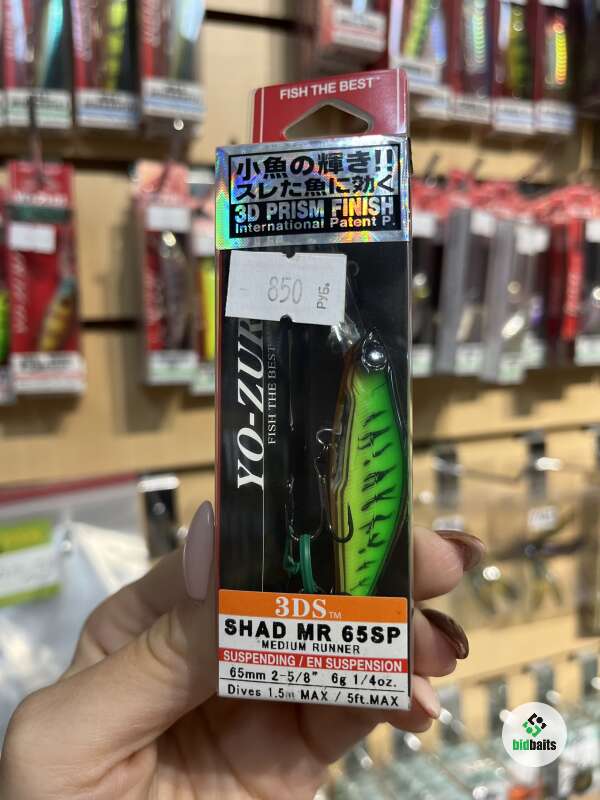 FISH THE BEST™
小魚の輝き!!
スレた魚に効く
3D PRISM FINISH
International Patent P.
850 РУБ.
YO-ZUR
FISH THE BEST
3DS™
SHAD MR 65SP
MEDIUM RUNNER
SUSPENDING / EN SUSPENSION
65mm 2-5/8" 6g 1/4oz.
Dives 1.5m MAX / 5ft.MAX
bidbaits